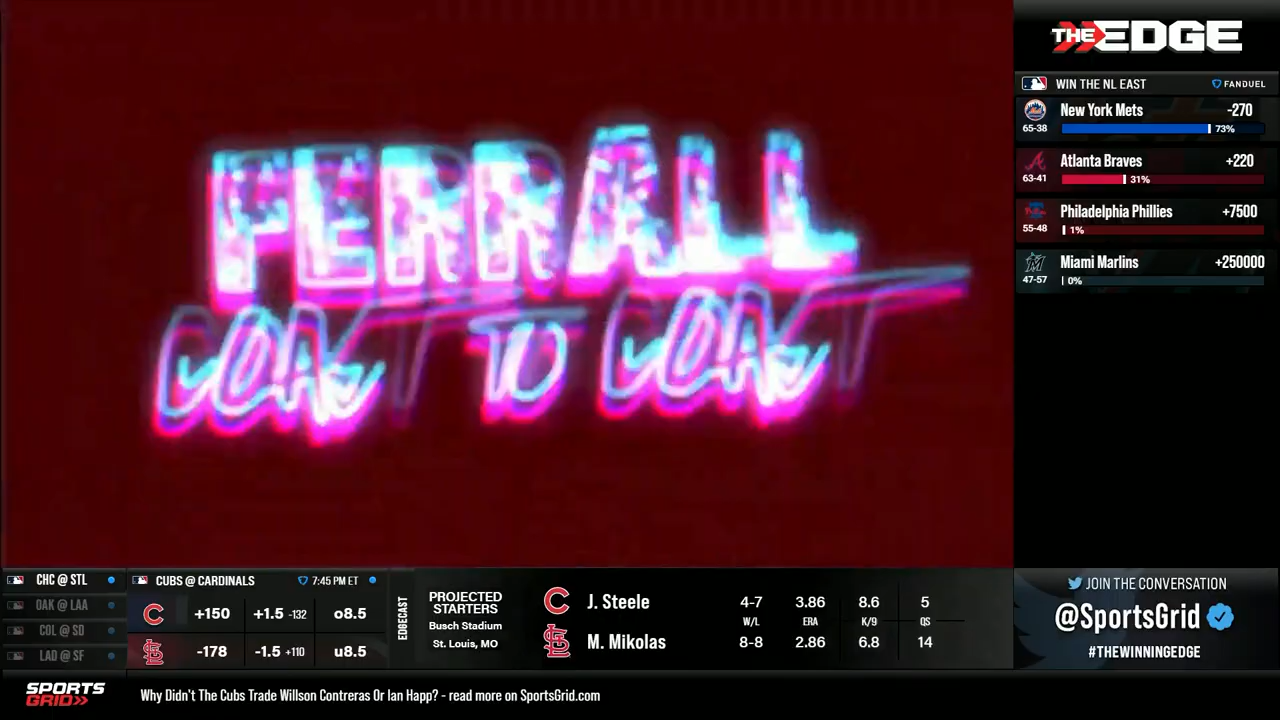 FERRALL
COAST TO COAST
THE EDGE
WIN THE NL EAST FANDUEL
New York Mets -270
65-38 73%
Atlanta Braves +220
63-41 31%
Philadelphia Phillies +7500
55-48 1%
Miami Marlins +250000
47-57 0%
CHC @ STL
OAK @ LAA
COL @ SD
LAD @ SF
CUBS @ CARDINALS 7:45 PM ET
+150 +1.5 -132 o8.5
-178 -1.5 +110 u8.5
EDGECAST
PROJECTED
STARTERS
Busch Stadium
St. Louis, MO
J. Steele 4-7 3.86 8.6 5
W/L ERA K/9 QS
M. Mikolas 8-8 2.86 6.8 14
JOIN THE CONVERSATION
@SportsGrid
#THEWINNINGEDGE
SPORTS
GRID
Why Didn't The Cubs Trade Willson Contreras Or Ian Happ? - read more on SportsGrid.com